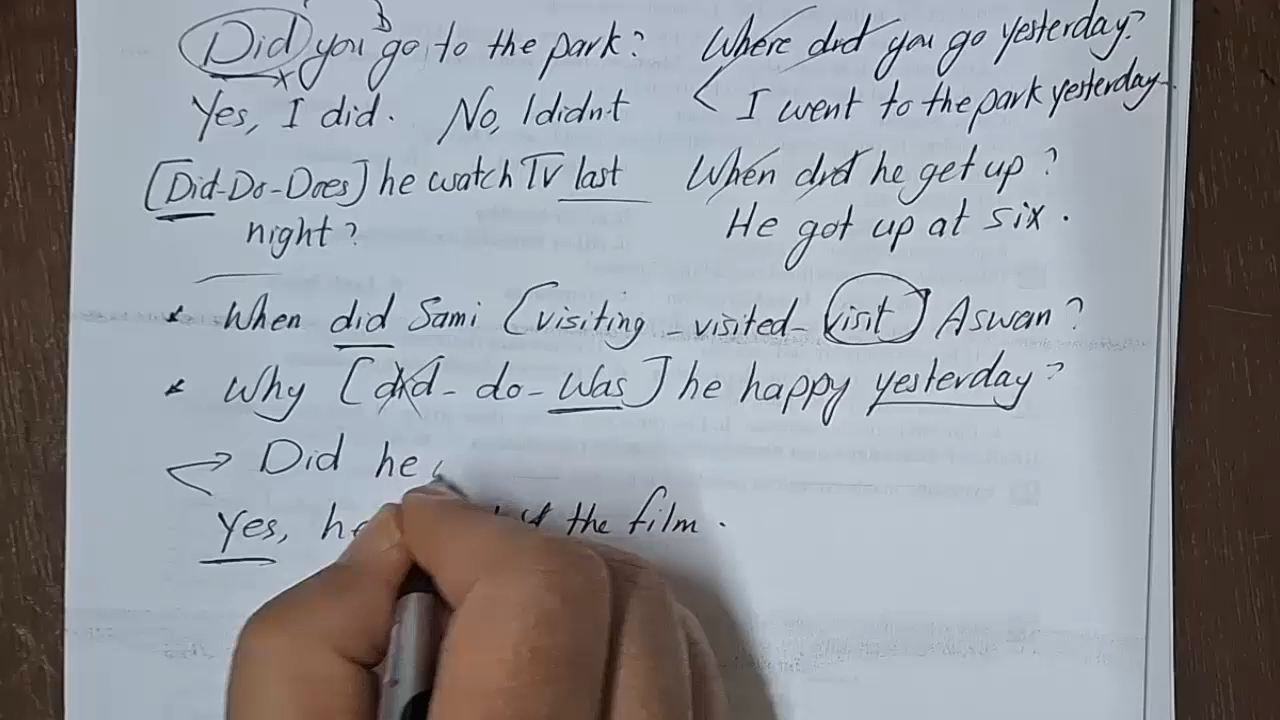 Did you go to the park?
Where did you go yesterday?
Yes, I did. No, I didn't
I went to the park yesterday.
[Did-Do-Does] he watch TV last
night?
When did he get up?
He got up at six.
When did Sami [visiting - visited - visit] Aswan?
Why [did - do - was] he happy yesterday?
Did he
Yes, he the film.